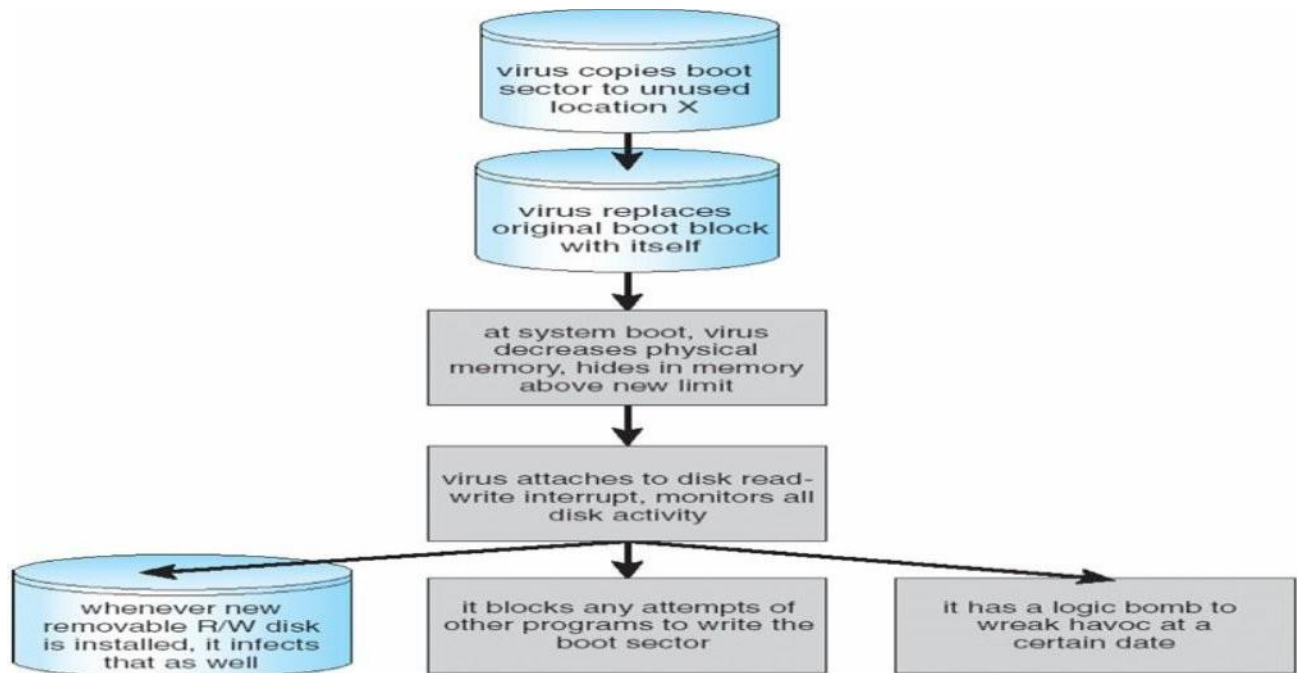 virus copies boot
sector to unused
location X
virus replaces
original boot block
with itself
at system boot, virus
decreases physical
memory, hides in memory
above new limit
virus attaches to disk read-
write interrupt, monitors all
disk activity
whenever new
removable R/W disk
is installed, it infects
that as well
it blocks any attempts of
other programs to write the
boot sector
it has a logic bomb to
wreak havoc at a
certain date